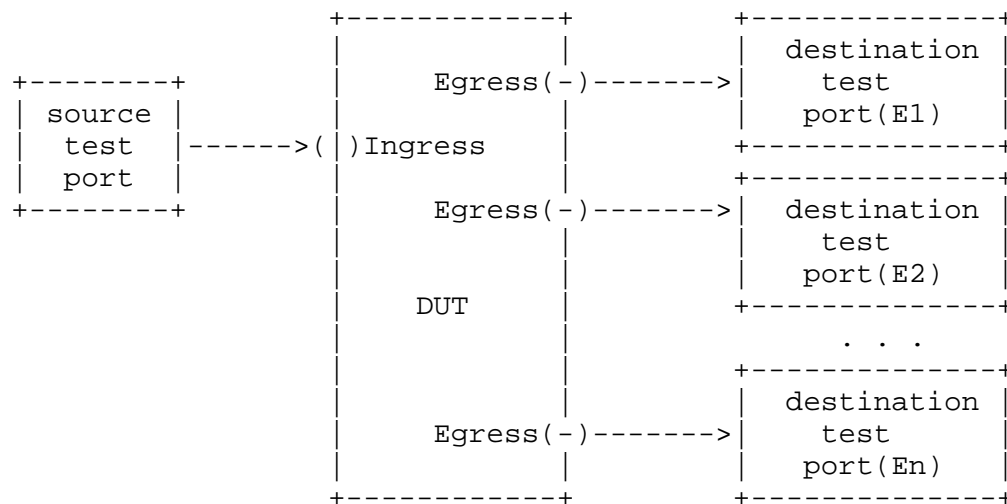 destination
Egress(-)------->
test
source
port(E1)
test
------>( )Ingress
port
Egress(-)------->
destination
test
port(E2)
DUT
. . .
destination
Egress(-)------->
test
port(En)